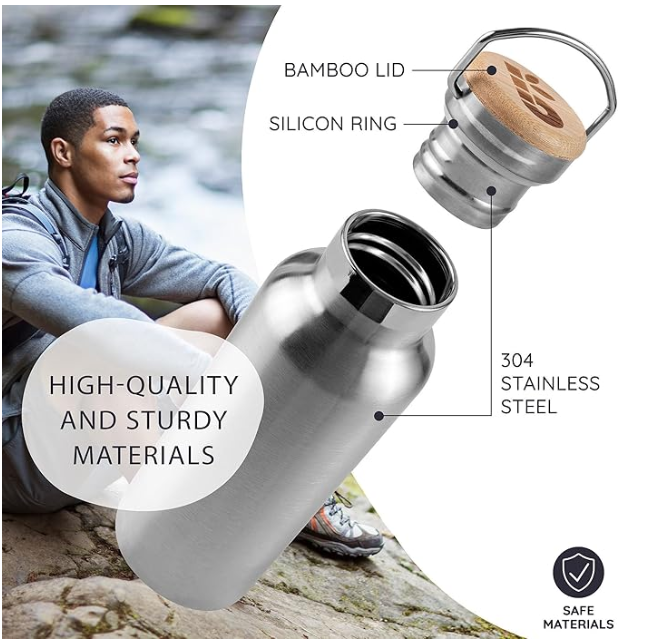 BAMBOO LID
SILICON RING
304
STAINLESS
STEEL
HIGH-QUALITY
AND STURDY
MATERIALS
SAFE
MATERIALS